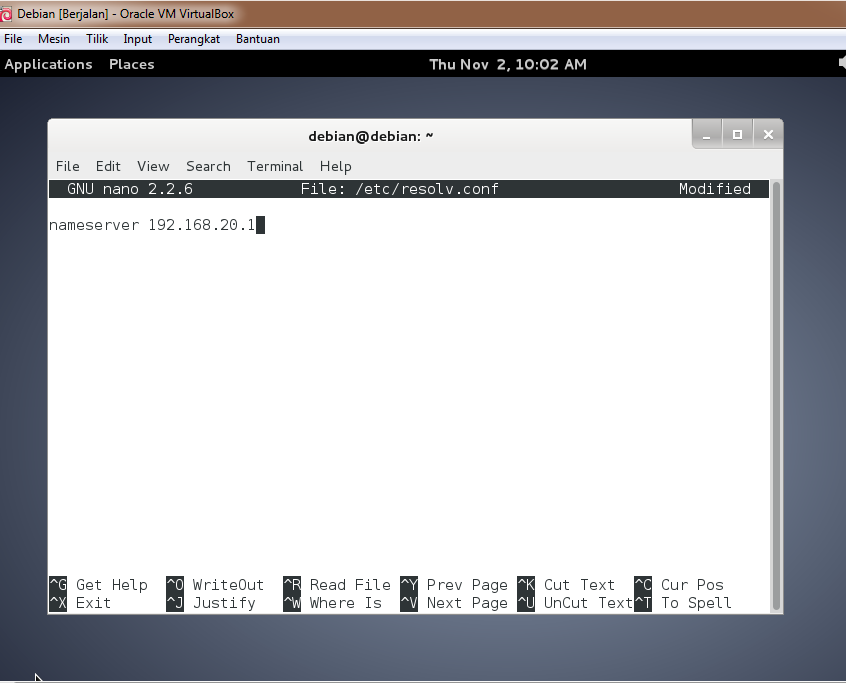 Debian [Berjalan] - Oracle VM VirtualBox
File Mesin Tilik Input Perangkat Bantuan
Applications Places Thu Nov 2, 10:02 AM
debian@debian: ~
File Edit View Search Terminal Help
GNU nano 2.2.6 File: /etc/resolv.conf Modified
nameserver 192.168.20.1
^G Get Help ^O WriteOut ^R Read File ^Y Prev Page ^K Cut Text ^C Cur Pos
^X Exit ^J Justify ^W Where Is ^V Next Page ^U UnCut Text ^T To Spell